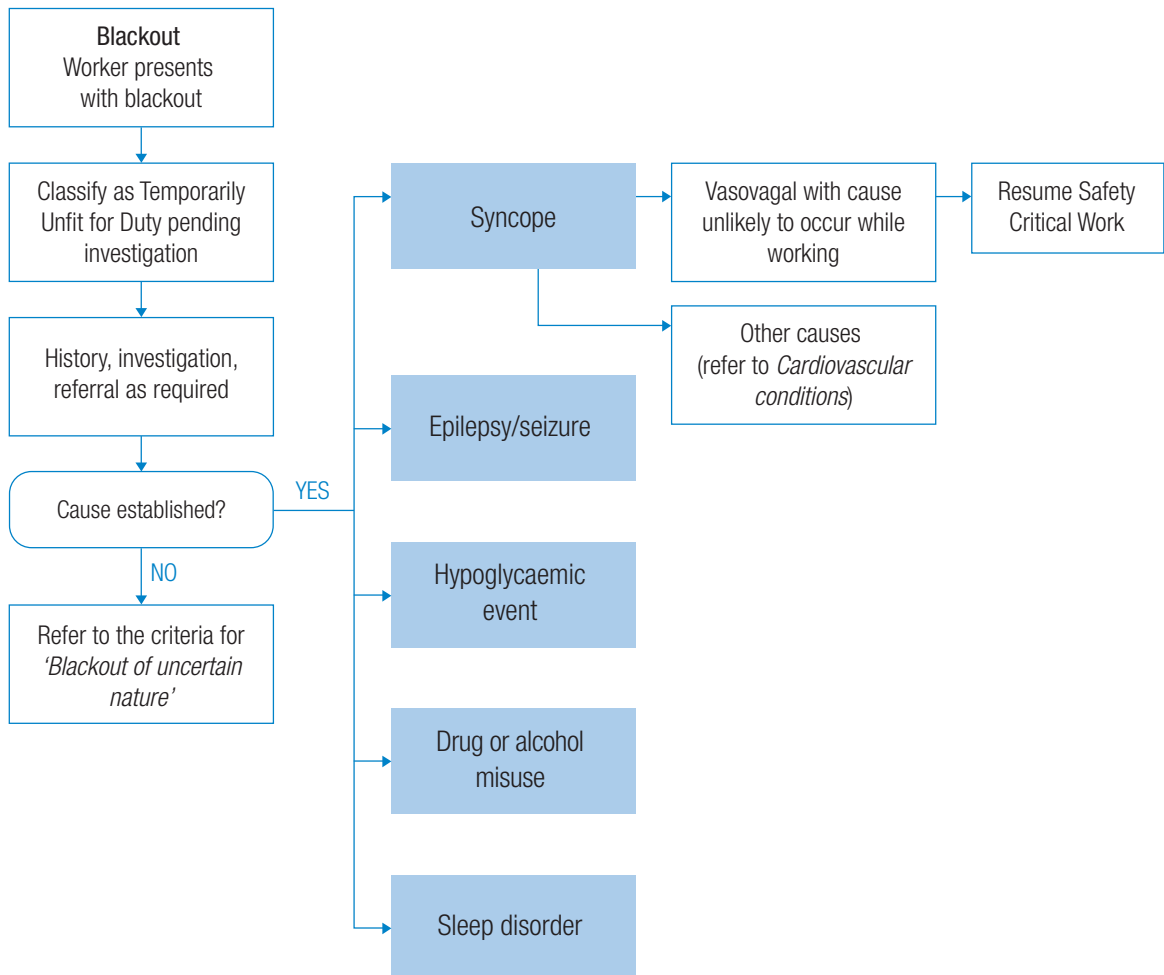 Blackout
Worker presents
with blackout
Classify as Temporarily
Unfit for Duty pending
investigation
History, investigation,
referral as required
Cause established?
YES
NO
Refer to the criteria for
‘Blackout of uncertain
nature’
Syncope
Vasovagal with cause
unlikely to occur while
working
Resume Safety
Critical Work
Other causes
(refer to Cardiovascular
conditions)
Epilepsy/seizure
Hypoglycaemic
event
Drug or alcohol
misuse
Sleep disorder